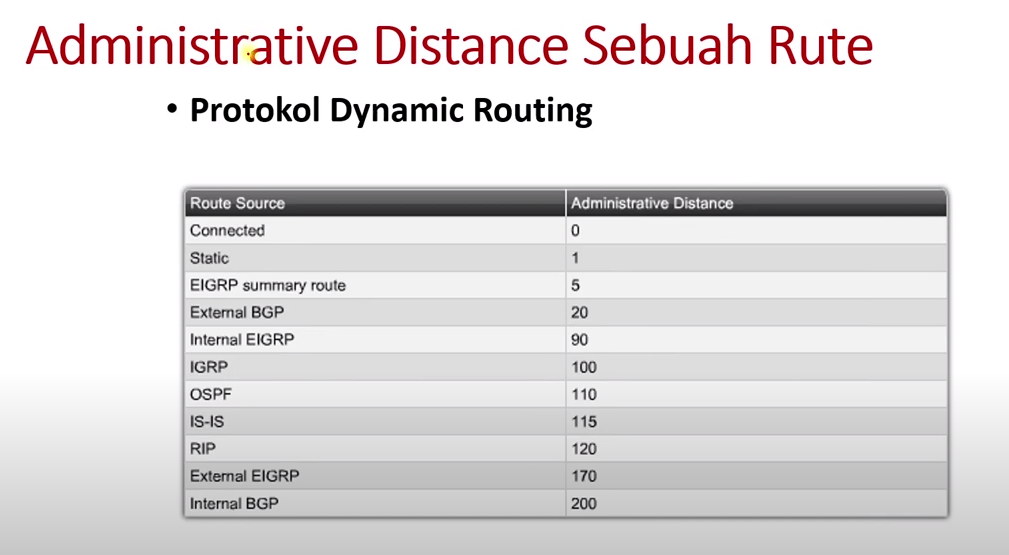 Administrative Distance Sebuah Rute
• Protokol Dynamic Routing
Route Source Administrative Distance
Connected 0
Static 1
EIGRP summary route 5
External BGP 20
Internal EIGRP 90
IGRP 100
OSPF 110
IS-IS 115
RIP 120
External EIGRP 170
Internal BGP 200